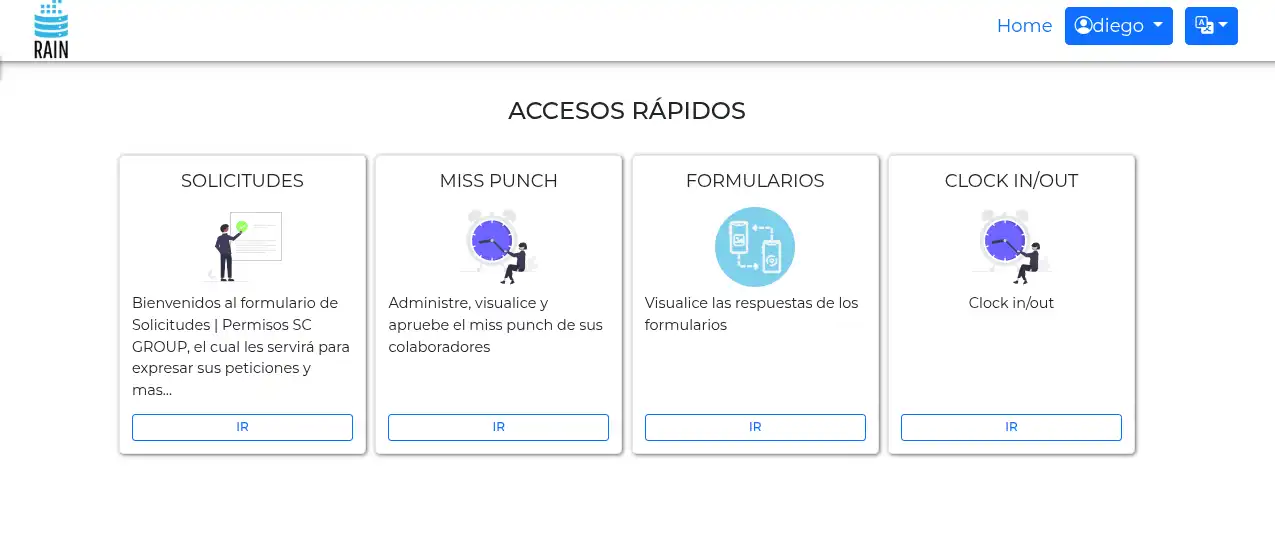 RAIN
Home
diego
ACCESOS RÁPIDOS
SOLICITUDES
Bienvenidos al formulario de
Solicitudes | Permisos SC
GROUP, el cual les servirá para
expresar sus peticiones y
mas...
IR
MISS PUNCH
Administre, visualice y
apruebe el miss punch de sus
colaboradores
IR
FORMULARIOS
Visualice las respuestas de los
formularios
IR
CLOCK IN/OUT
Clock in/out
IR